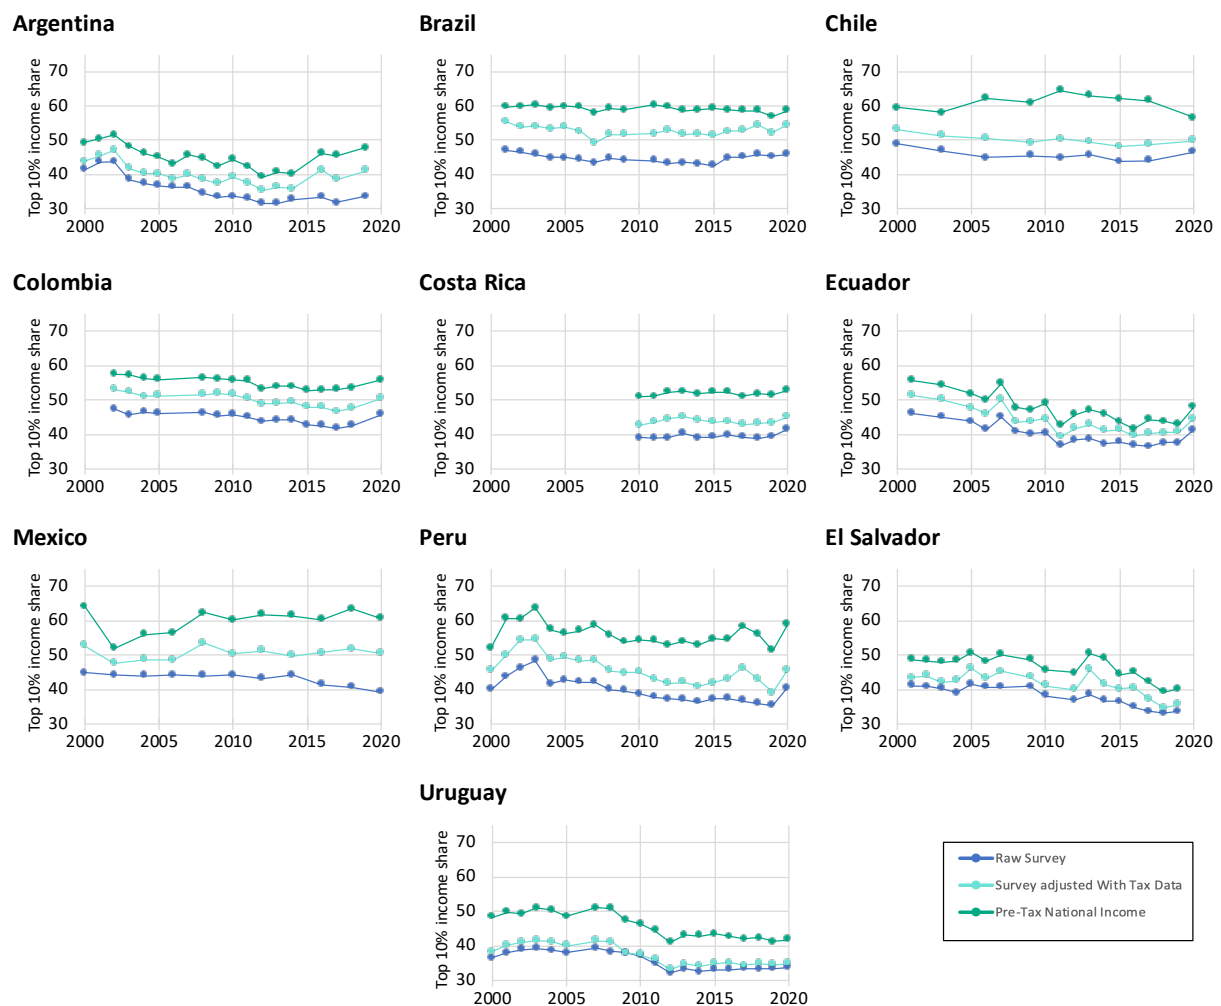 Argentina
Brazil
Chile
Top 10% income share
70
60
50
40
30
2000 2005 2010 2015 2020
Top 10% income share
70
60
50
40
30
2000 2005 2010 2015 2020
Top 10% income share
70
60
50
40
30
2000 2005 2010 2015 2020
Colombia
Costa Rica
Ecuador
Top 10% income share
70
60
50
40
30
2000 2005 2010 2015 2020
Top 10% income share
70
60
50
40
30
2000 2005 2010 2015 2020
Top 10% income share
70
60
50
40
30
2000 2005 2010 2015 2020
Mexico
Peru
El Salvador
Top 10% income share
70
60
50
40
30
2000 2005 2010 2015 2020
Top 10% income share
70
60
50
40
30
2000 2005 2010 2015 2020
Top 10% income share
70
60
50
40
30
2000 2005 2010 2015 2020
Uruguay
Top 10% income share
70
60
50
40
30
2000 2005 2010 2015 2020
Raw Survey
Survey adjusted With Tax Data
Pre-Tax National Income